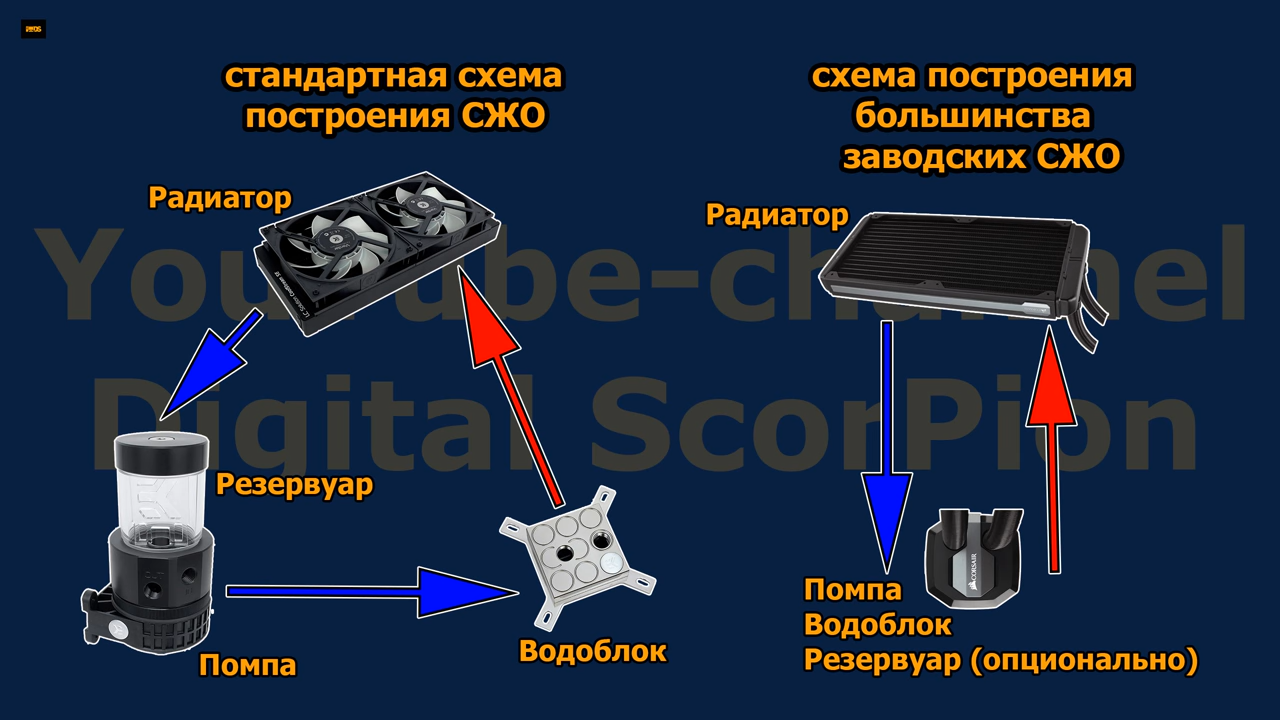 стандартная схема
построения СЖО
схема построения
большинства
заводских СЖО
Радиатор
Радиатор
YouTube-channel
Digital ScorPion
Резервуар
Помпа
Водоблок
CORSAIR
Помпа
Водоблок
Резервуар (опционально)